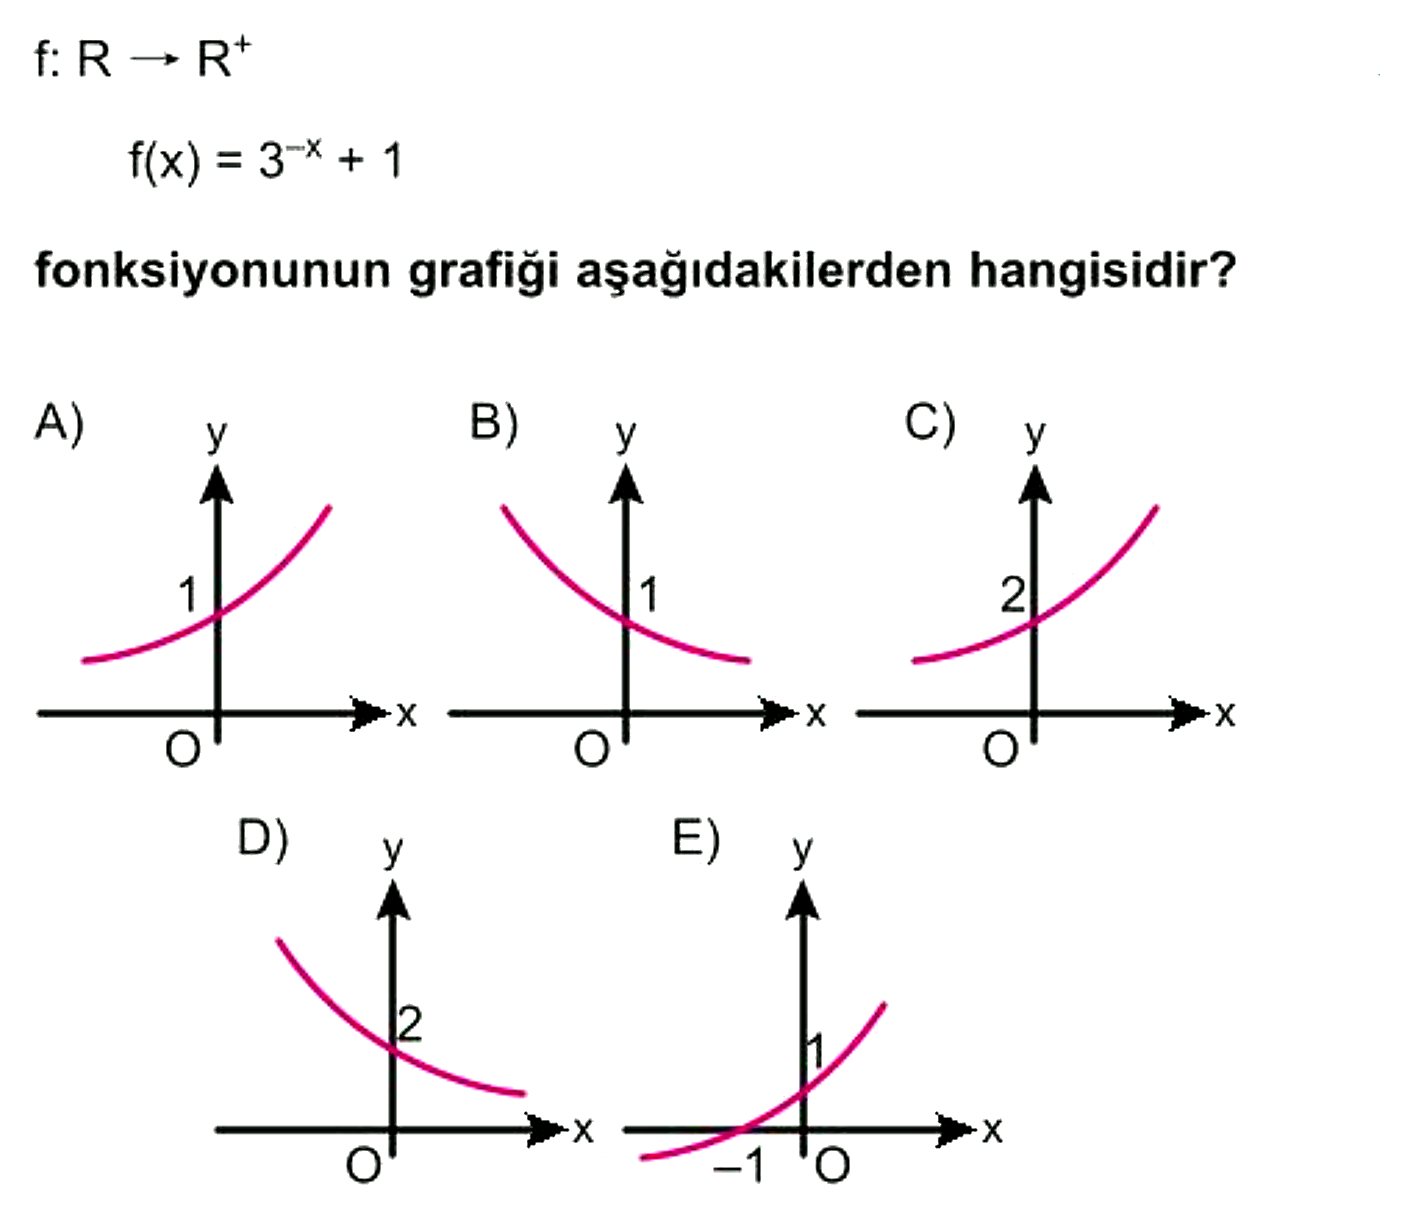 f: R → R⁺
f(x) = 3⁻ˣ + 1
fonksiyonunun grafiği aşağıdakilerden hangisidir?
A) y 1 O x
B) y 1 O x
C) y 2 O x
D) y 2 O x
E) y 1 −1 O x